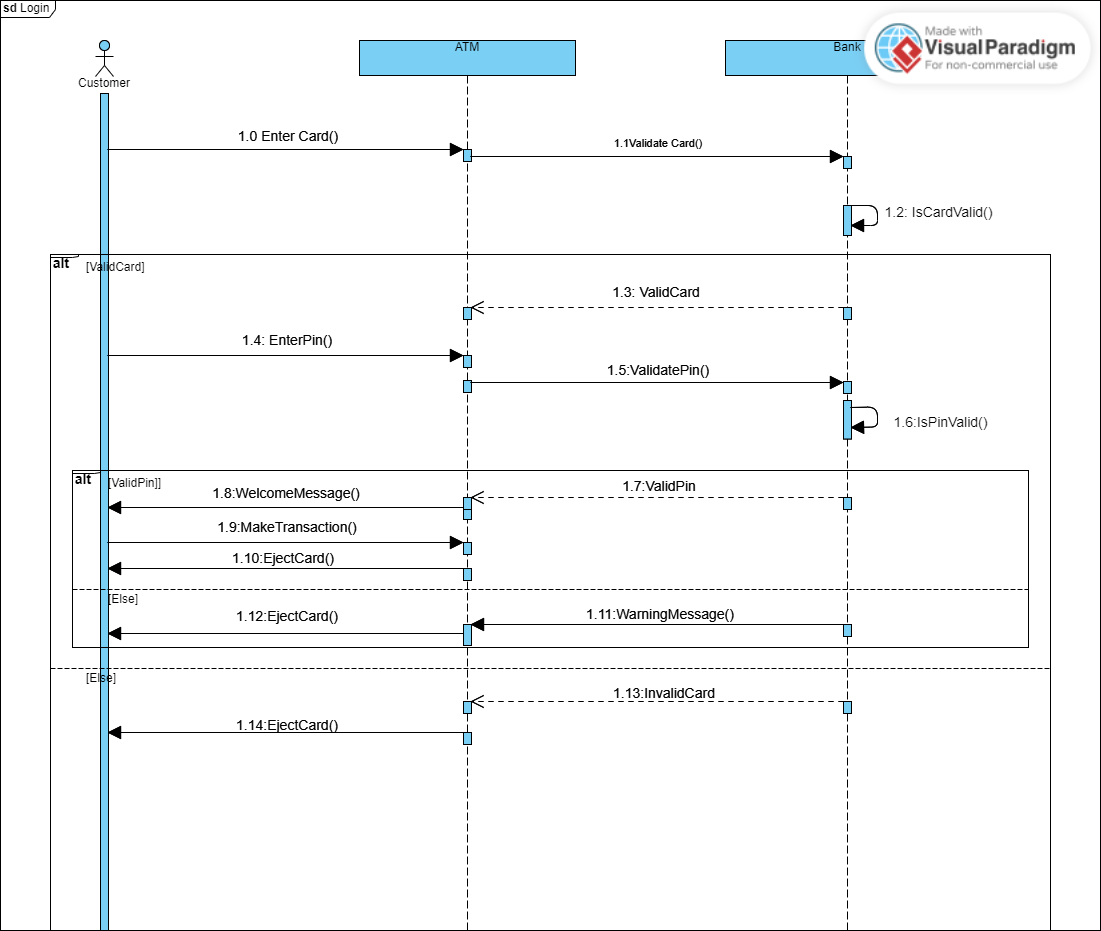 sd Login
Made with
Visual Paradigm
For non-commercial use
ATM
Bank
Customer
1.0 Enter Card()
1.1Validate Card()
1.2: IsCardValid()
alt
[ValidCard]
1.3: ValidCard
1.4: EnterPin()
1.5:ValidatePin()
1.6:IsPinValid()
alt
[ValidPin]]
1.7:ValidPin
1.8:WelcomeMessage()
1.9:MakeTransaction()
1.10:EjectCard()
[Else]
1.11:WarningMessage()
1.12:EjectCard()
[Else]
1.13:InvalidCard
1.14:EjectCard()